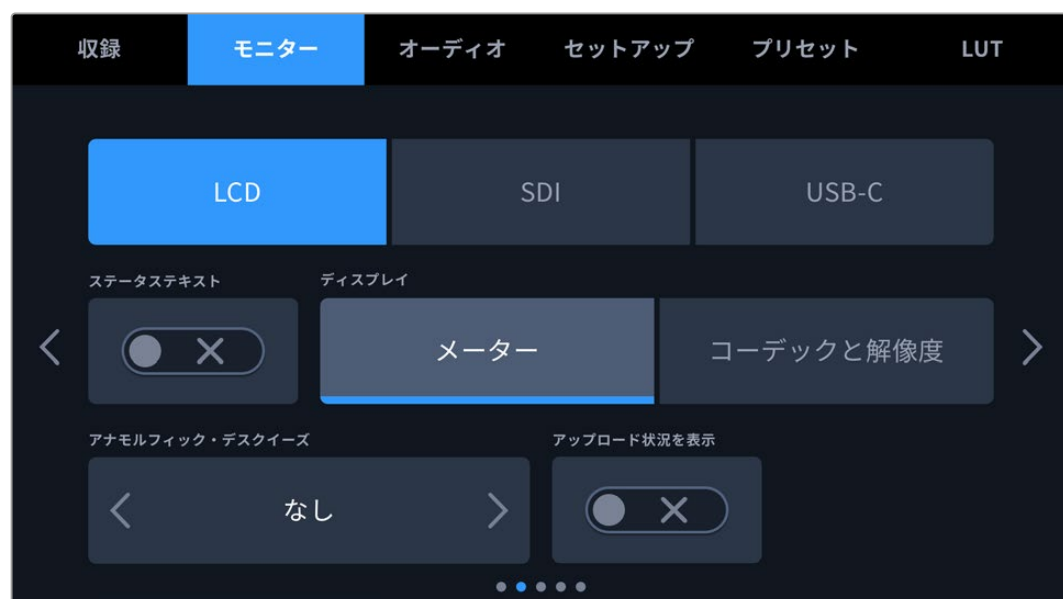 収録 モニター オーディオ セットアップ プリセット LUT
LCD SDI USB-C
ステータステキスト ディスプレイ
メーター コーデックと解像度
アナモルフィック・デスクイーズ アップロード状況を表示
なし